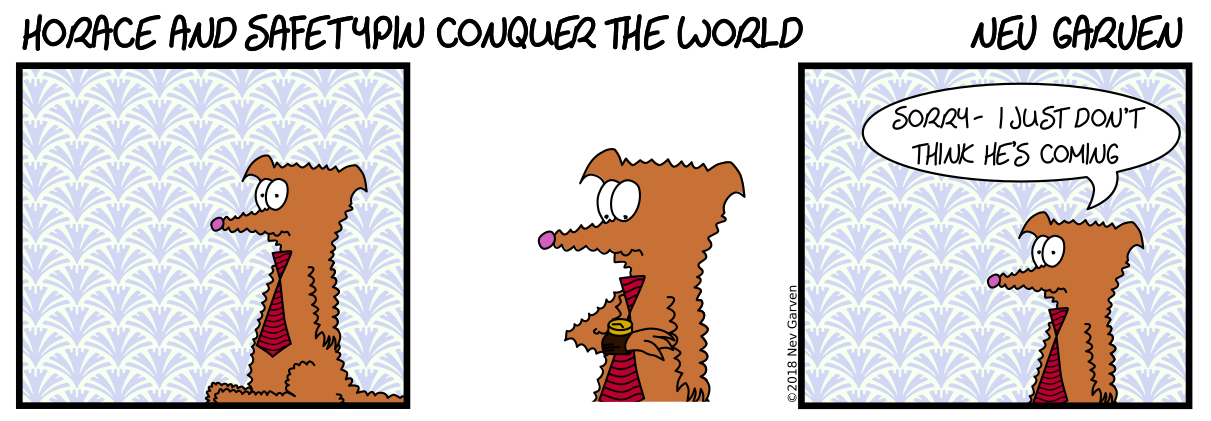 HORACE AND SAFETYPIN CONQUER THE WORLD
NEV GARVEN
SORRY- I JUST DON'T
THINK HE'S COMING
©2018 Nev Garven